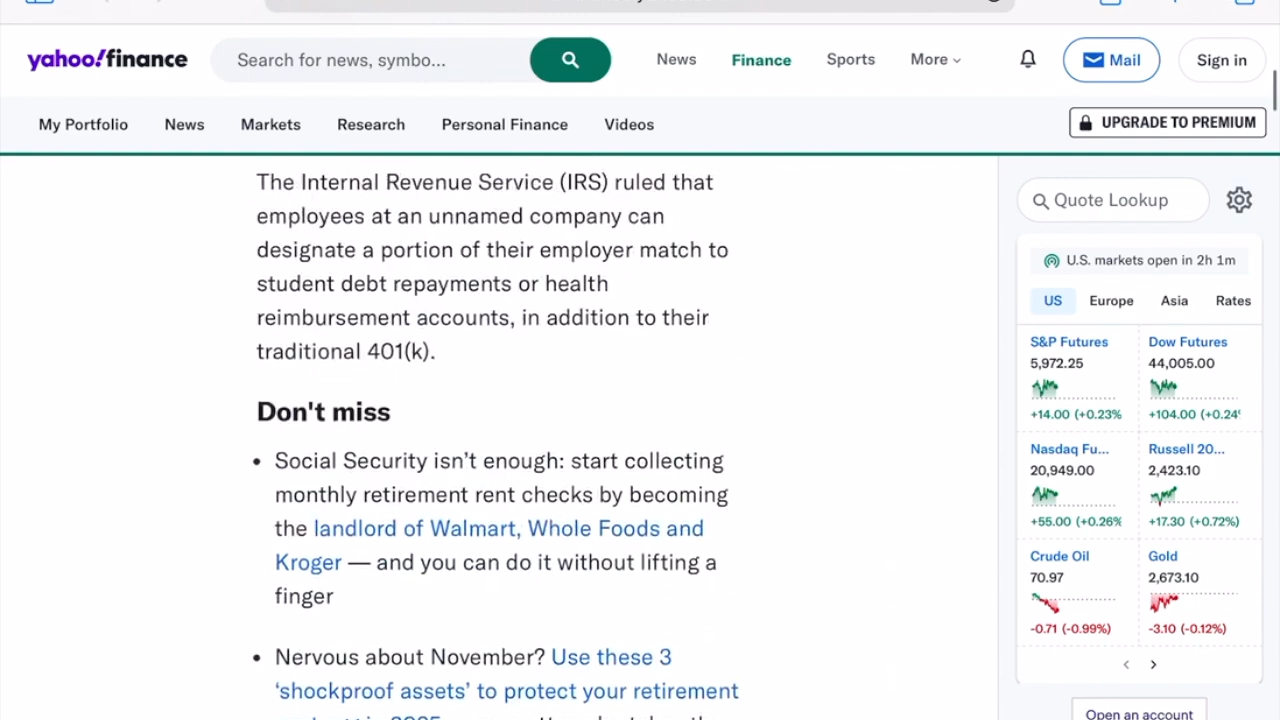 yahoo!finance
Search for news, symbo...
News
Finance
Sports
More
Mail
Sign in
My Portfolio
News
Markets
Research
Personal Finance
Videos
UPGRADE TO PREMIUM
The Internal Revenue Service (IRS) ruled that
employees at an unnamed company can
designate a portion of their employer match to
student debt repayments or health
reimbursement accounts, in addition to their
traditional 401(k).
Don't miss
• Social Security isn’t enough: start collecting
monthly retirement rent checks by becoming
the landlord of Walmart, Whole Foods and
Kroger — and you can do it without lifting a
finger
• Nervous about November? Use these 3
‘shockproof assets’ to protect your retirement
Quote Lookup
U.S. markets open in 2h 1m
US Europe Asia Rates
S&P Futures
5,972.25
+14.00 (+0.23%
Dow Futures
44,005.00
+104.00 (+0.24
Nasdaq Fu...
20,949.00
+55.00 (+0.26%
Russell 20...
2,423.10
+17.30 (+0.72%)
Crude Oil
70.97
-0.71 (-0.99%)
Gold
2,673.10
-3.10 (-0.12%)
Open an account